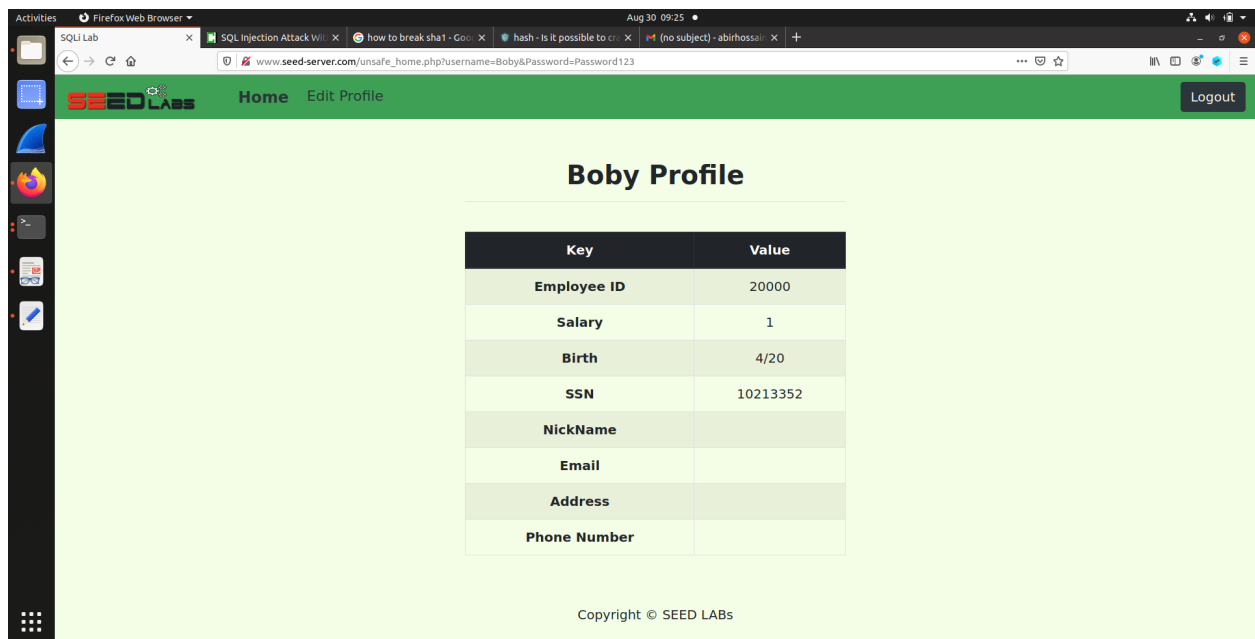 Activities Firefox Web Browser Aug 30 09:25
SQLi Lab SQL Injection Attack Wit how to break sha1 - Goo hash - Is it possible to cra (no subject) - abirhossain
www.seed-server.com/unsafe_home.php?username=Boby&Password=Password123
SEED LABS Home Edit Profile Logout
Boby Profile
Key Value
Employee ID 20000
Salary 1
Birth 4/20
SSN 10213352
NickName
Email
Address
Phone Number
Copyright © SEED LABs